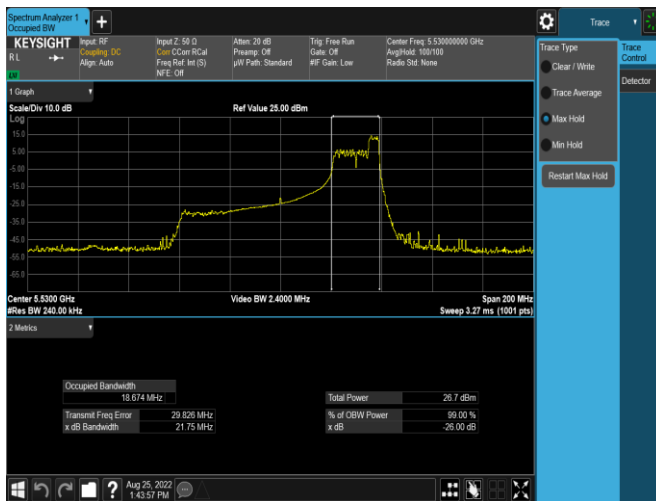 Spectrum Analyzer 1
Occupied BW
+
Trace
KEYSIGHT
RL
LXI
Input: RF
Coupling: DC
Align: Auto
Input Z: 50 Ω
Corr CCorr RCal
Freq Ref: Int (S)
NFE: Off
Atten: 20 dB
Preamp: Off
µW Path: Standard
Trig: Free Run
Gate: Off
#IF Gain: Low
Center Freq: 5.530000000 GHz
Avg|Hold: 100/100
Radio Std: None
Trace Type
Clear / Write
Trace Average
Max Hold
Min Hold
Restart Max Hold
Trace
Control
Detector
1 Graph
Scale/Div 10.0 dB
Ref Value 25.00 dBm
Log
15.0
5.00
-5.00
-15.0
-25.0
-35.0
-45.0
-55.0
-65.0
Center 5.5300 GHz
#Res BW 240.00 kHz
Video BW 2.4000 MHz
Span 200 MHz
Sweep 3.27 ms (1001 pts)
2 Metrics
Occupied Bandwidth
18.674 MHz
Total Power 26.7 dBm
Transmit Freq Error 29.826 MHz
% of OBW Power 99.00 %
x dB Bandwidth 21.75 MHz
x dB -26.00 dB
?
Aug 25, 2022
1:43:57 PM